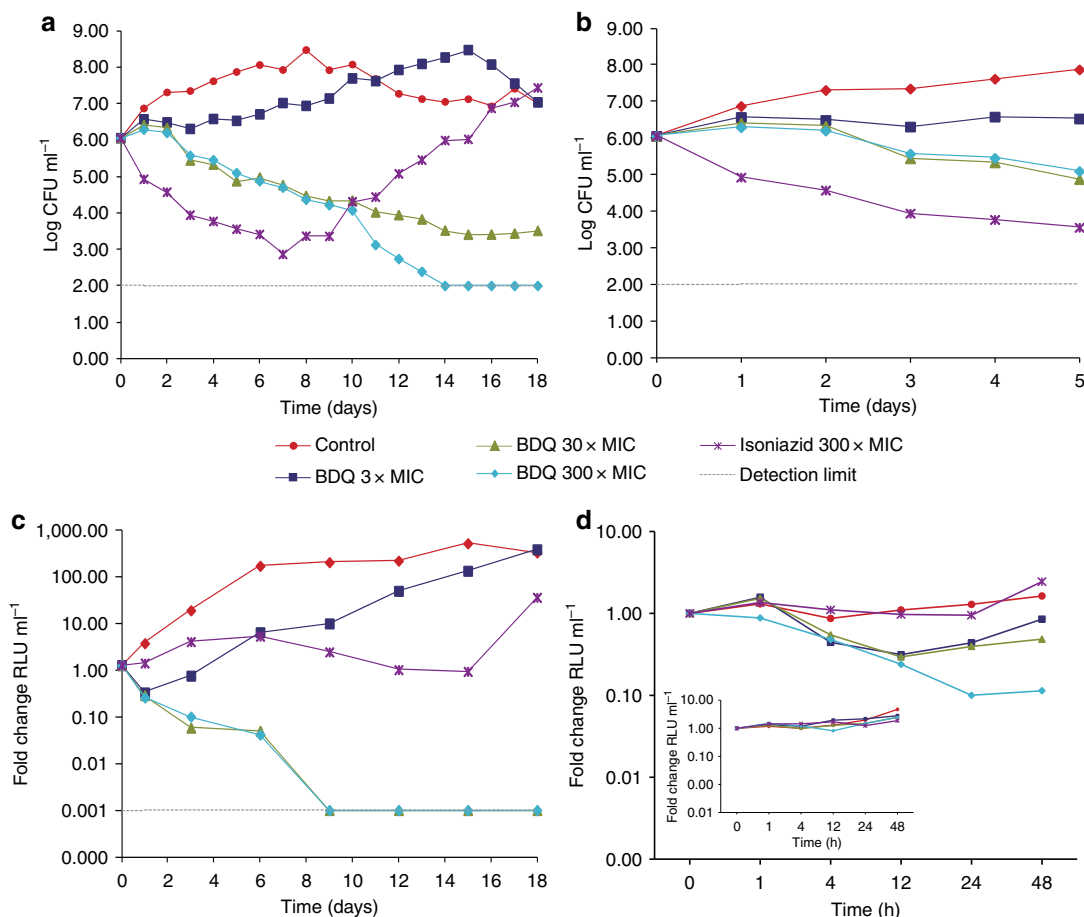 a
9.00
8.00
7.00
6.00
5.00
4.00
3.00
2.00
1.00
0.00
Log CFU ml⁻¹
0 2 4 6 8 10 12 14 16 18
Time (days)
b
9.00
8.00
7.00
6.00
5.00
4.00
3.00
2.00
1.00
0.00
Log CFU ml⁻¹
0 1 2 3 4 5
Time (days)
Control
BDQ 3 × MIC
BDQ 30 × MIC
BDQ 300 × MIC
Isoniazid 300 × MIC
Detection limit
c
1,000.00
100.00
10.00
1.00
0.10
0.01
0.001
0.000
Fold change RLU ml⁻¹
0 2 4 6 8 10 12 14 16 18
Time (days)
d
10.00
1.00
0.10
0.01
0.00
Fold change RLU ml⁻¹
0 1 4 12 24 48
Time (h)
10.00
1.00
0.10
0.00
0.01
Fold change RLU ml⁻¹
0 1 4 12 24 48
Time (h)